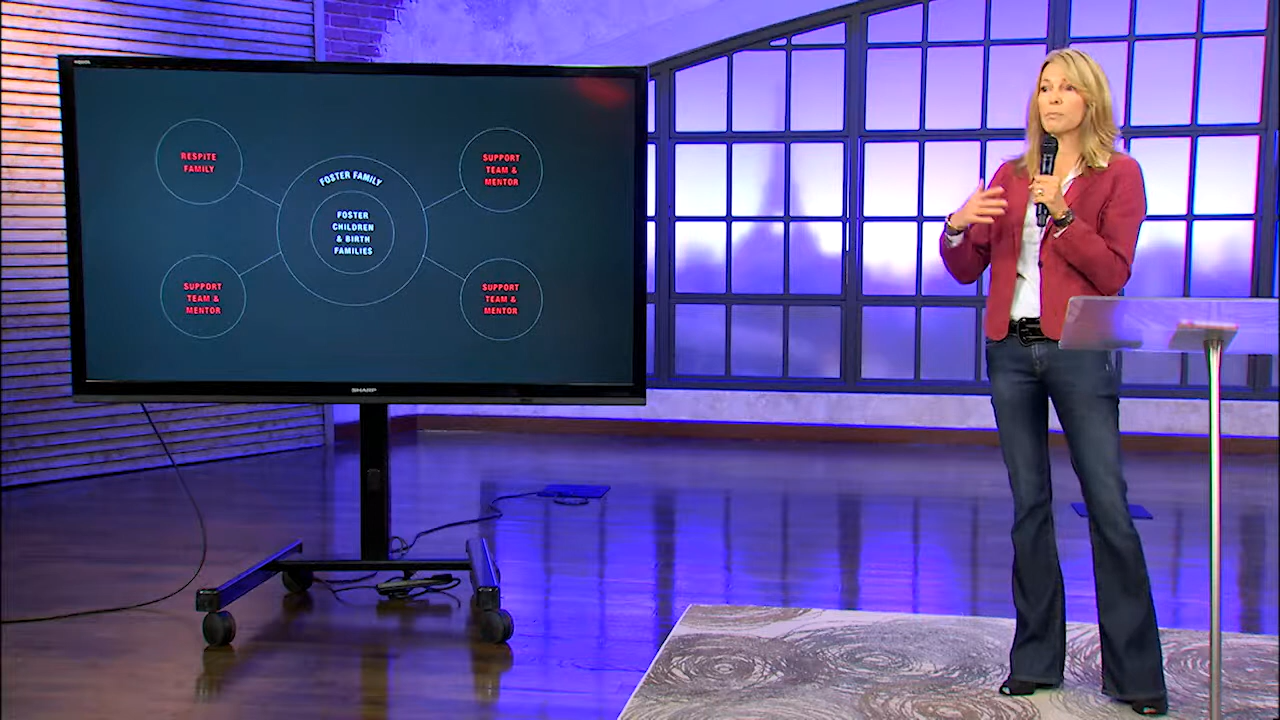 RESPITE
FAMILY
SUPPORT
TEAM &
MENTOR
FOSTER FAMILY
FOSTER
CHILDREN
& BIRTH
FAMILIES
SUPPORT
TEAM &
MENTOR
SUPPORT
TEAM &
MENTOR
SHARP